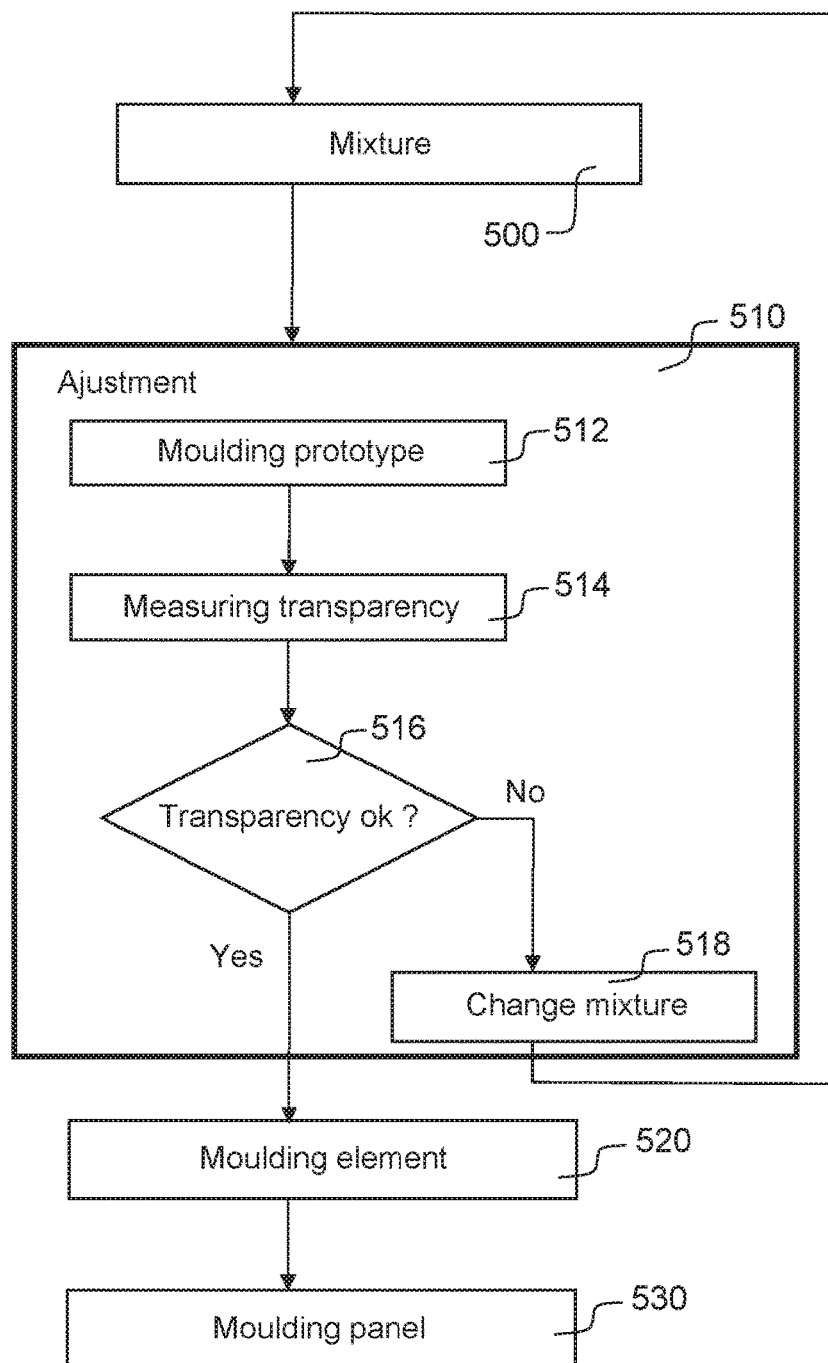 Mixture
500
510
Ajustment
Moulding prototype
512
Measuring transparency
514
516
Transparency ok ?
No
Yes
518
Change mixture
Moulding element
520
Moulding panel
530